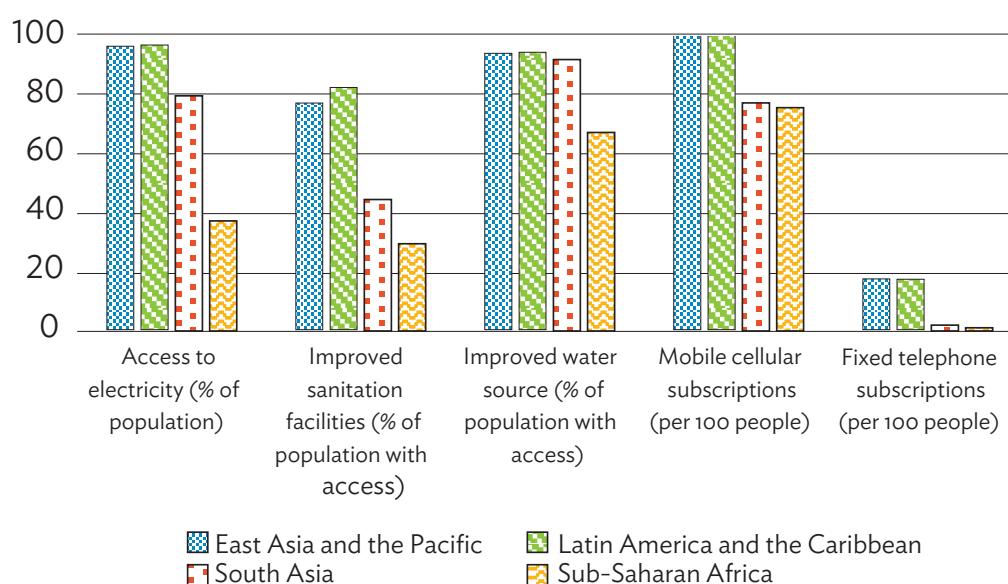 100
80
60
40
20
0
Access to
electricity (% of
population)
Improved
sanitation
facilities (% of
population with
access)
Improved water
source (% of
population with
access)
Mobile cellular
subscriptions
(per 100 people)
Fixed telephone
subscriptions
(per 100 people)
East Asia and the Pacific
Latin America and the Caribbean
South Asia
Sub-Saharan Africa